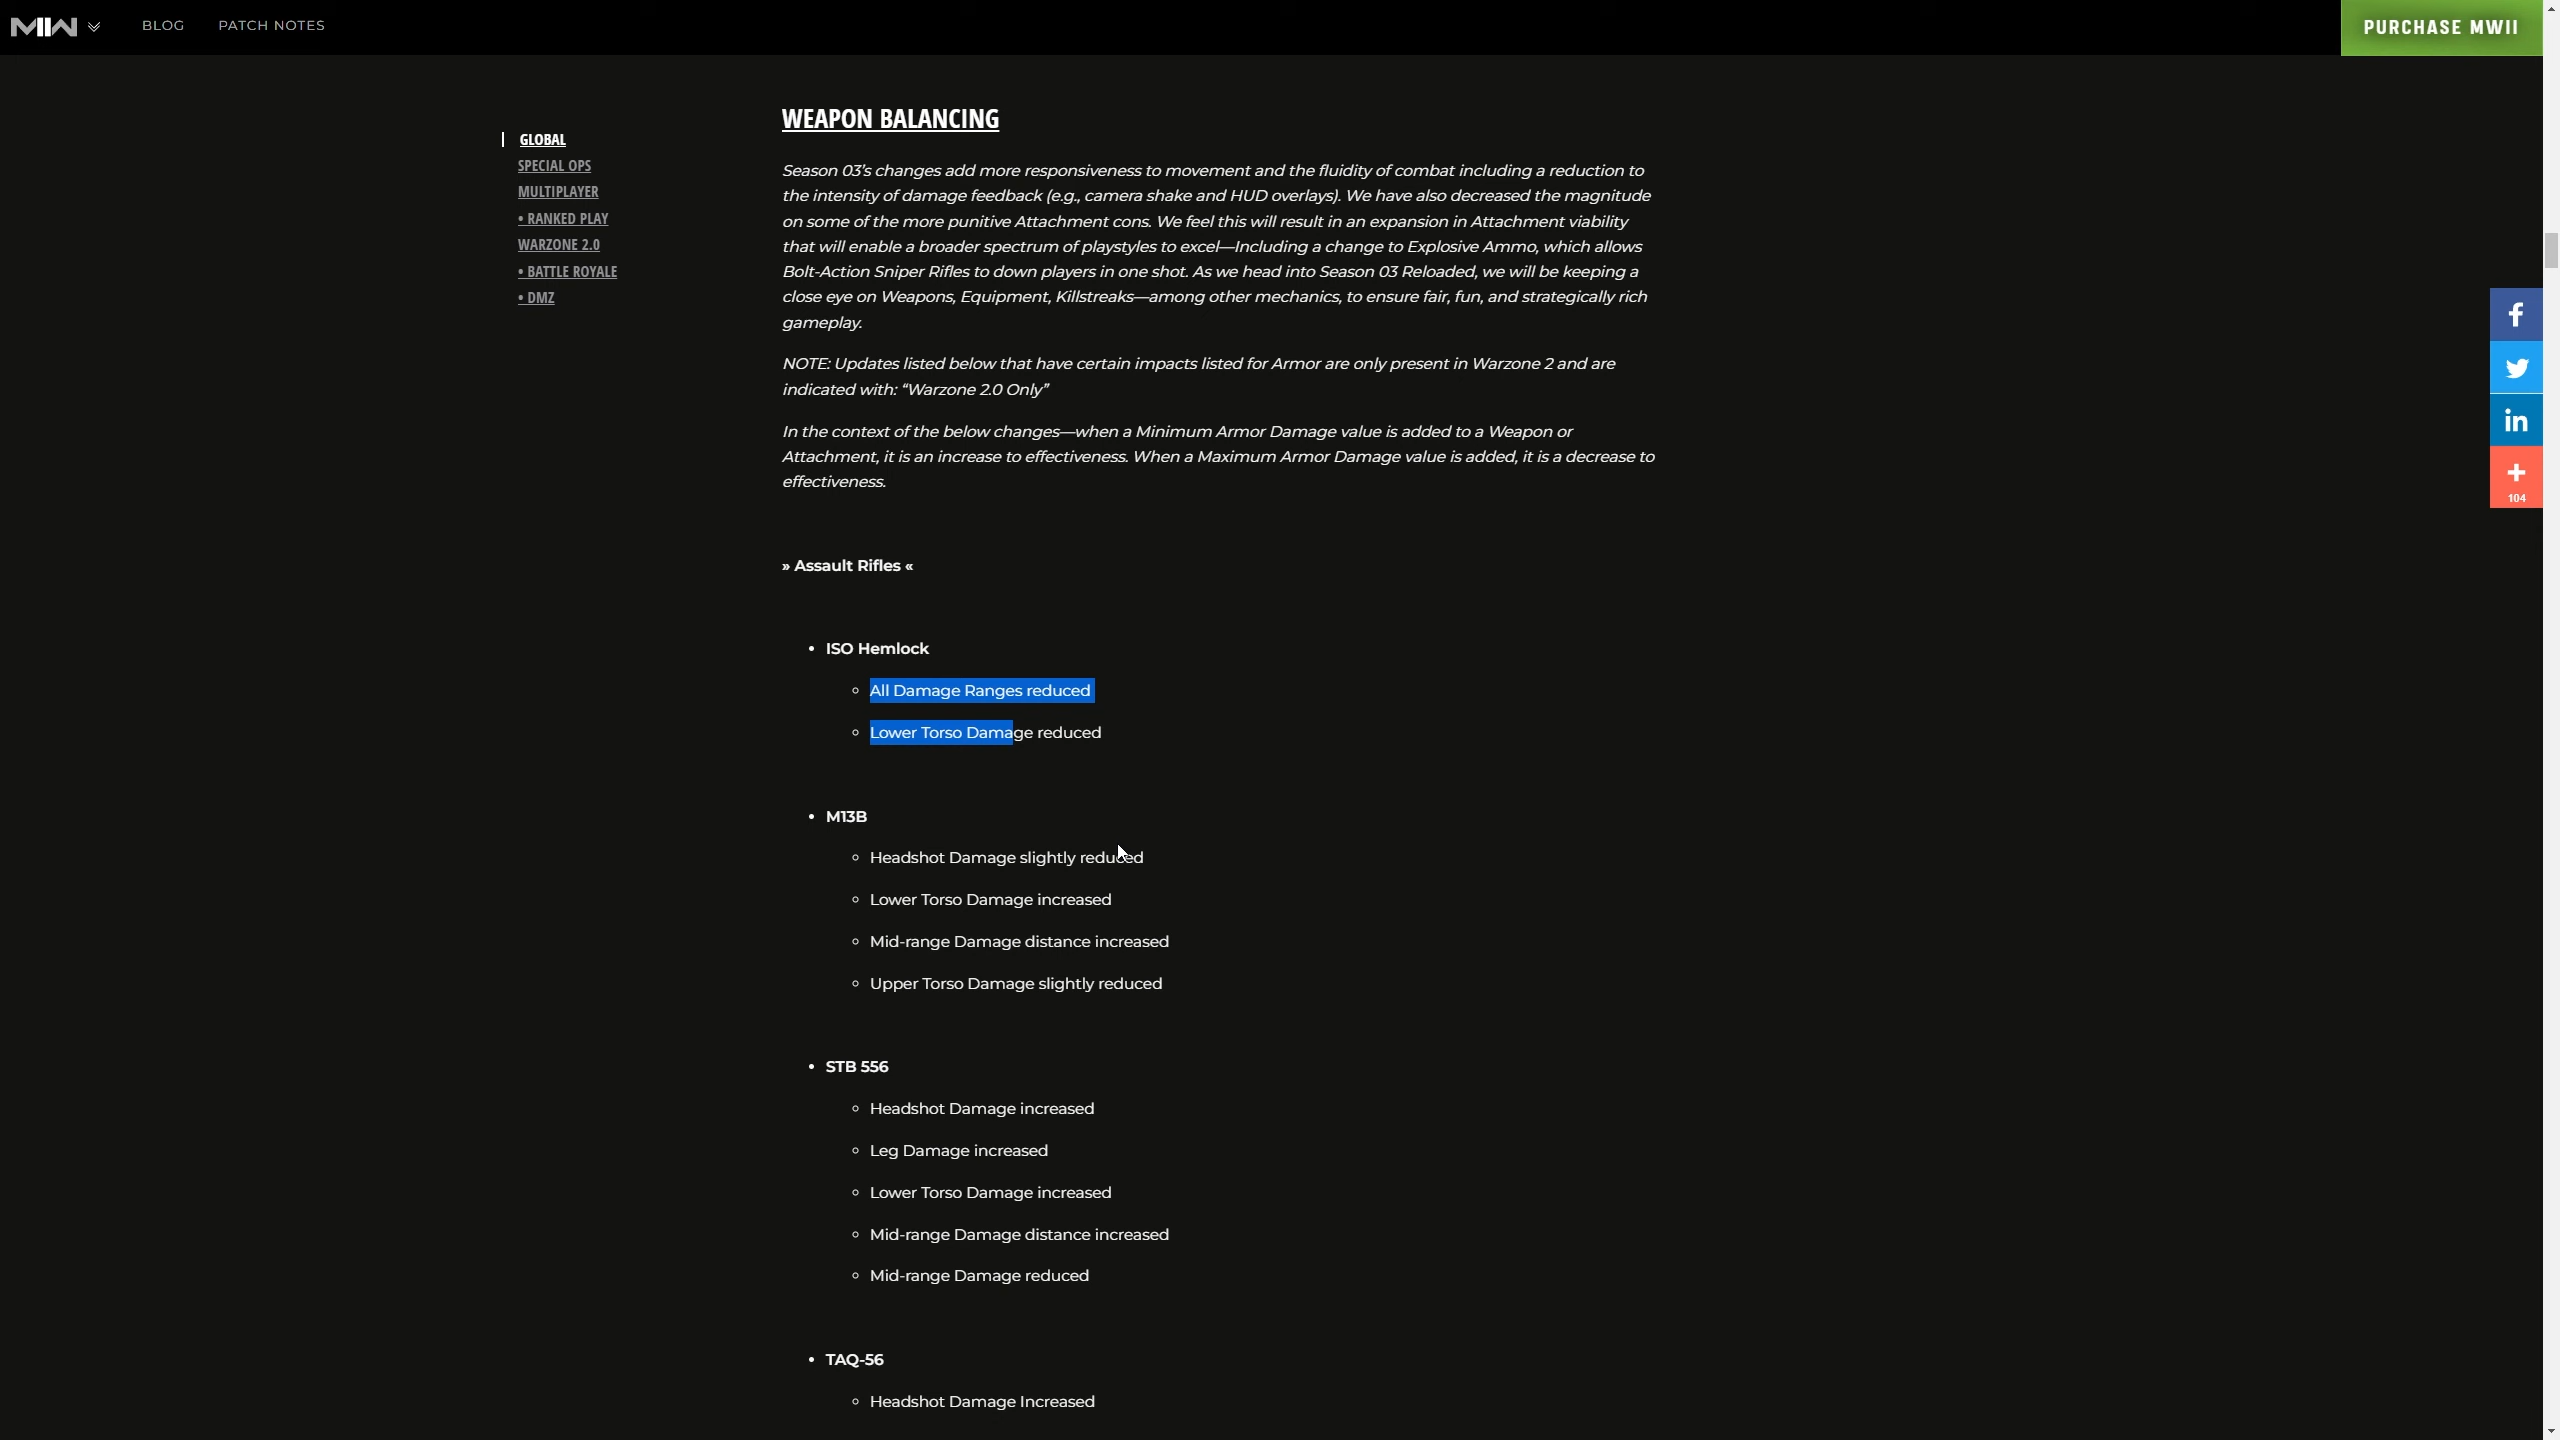 MWII
BLOG
PATCH NOTES
PURCHASE MWII
GLOBAL
SPECIAL OPS
MULTIPLAYER
• RANKED PLAY
WARZONE 2.0
• BATTLE ROYALE
• DMZ
WEAPON BALANCING
Season 03's changes add more responsiveness to movement and the fluidity of combat including a reduction to
the intensity of damage feedback (e.g., camera shake and HUD overlays). We have also decreased the magnitude
on some of the more punitive Attachment cons. We feel this will result in an expansion in Attachment viability
that will enable a broader spectrum of playstyles to excel—Including a change to Explosive Ammo, which allows
Bolt-Action Sniper Rifles to down players in one shot. As we head into Season 03 Reloaded, we will be keeping a
close eye on Weapons, Equipment, Killstreaks—among other mechanics, to ensure fair, fun, and strategically rich
gameplay.
NOTE: Updates listed below that have certain impacts listed for Armor are only present in Warzone 2 and are
indicated with: “Warzone 2.0 Only”
In the context of the below changes—when a Minimum Armor Damage value is added to a Weapon or
Attachment, it is an increase to effectiveness. When a Maximum Armor Damage value is added, it is a decrease to
effectiveness.
» Assault Rifles «
• ISO Hemlock
◦ All Damage Ranges reduced
◦ Lower Torso Damage reduced
• M13B
◦ Headshot Damage slightly reduced
◦ Lower Torso Damage increased
◦ Mid-range Damage distance increased
◦ Upper Torso Damage slightly reduced
• STB 556
◦ Headshot Damage increased
◦ Leg Damage increased
◦ Lower Torso Damage increased
◦ Mid-range Damage distance increased
◦ Mid-range Damage reduced
• TAQ-56
◦ Headshot Damage Increased
f
in
+
104